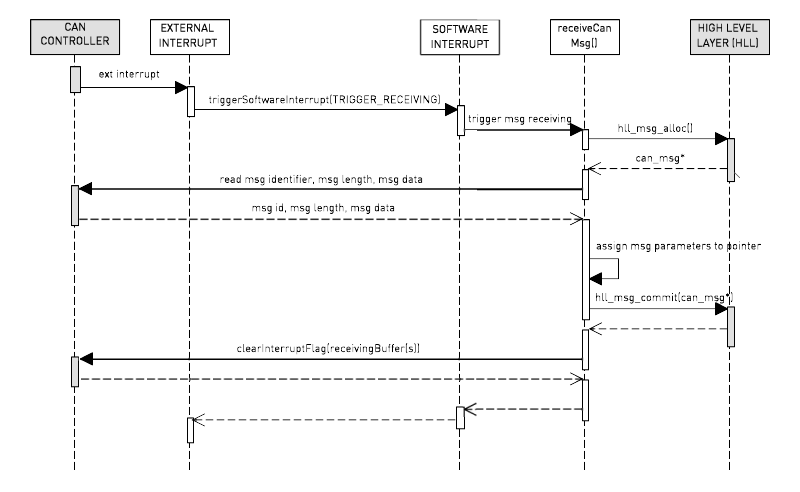 CAN
CONTROLLER
EXTERNAL
INTERRUPT
SOFTWARE
INTERRUPT
receiveCan
Msg()
HIGH LEVEL
LAYER (HLL)
ext interrupt
triggerSoftwareInterrupt(TRIGGER_RECEIVING)
trigger msg receiving
hll_msg_alloc()
can_msg*
read msg identifier, msg length, msg data
msg id, msg length, msg data
assign msg parameters to pointer
hll_msg_commit(can_msg*)
clearInterruptFlag(receivingBuffer(s))